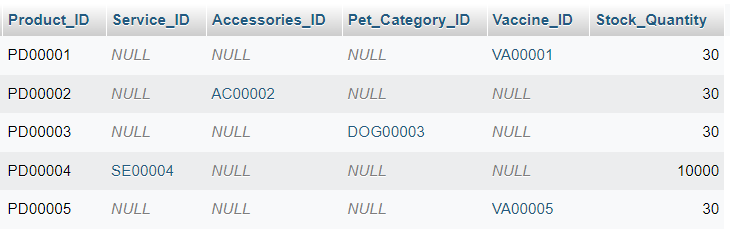 Product_ID Service_ID Accessories_ID Pet_Category_ID Vaccine_ID Stock_Quantity
PD00001 NULL NULL NULL VA00001 30
PD00002 NULL AC00002 NULL NULL 30
PD00003 NULL NULL DOG00003 NULL 30
PD00004 SE00004 NULL NULL NULL 10000
PD00005 NULL NULL NULL VA00005 30